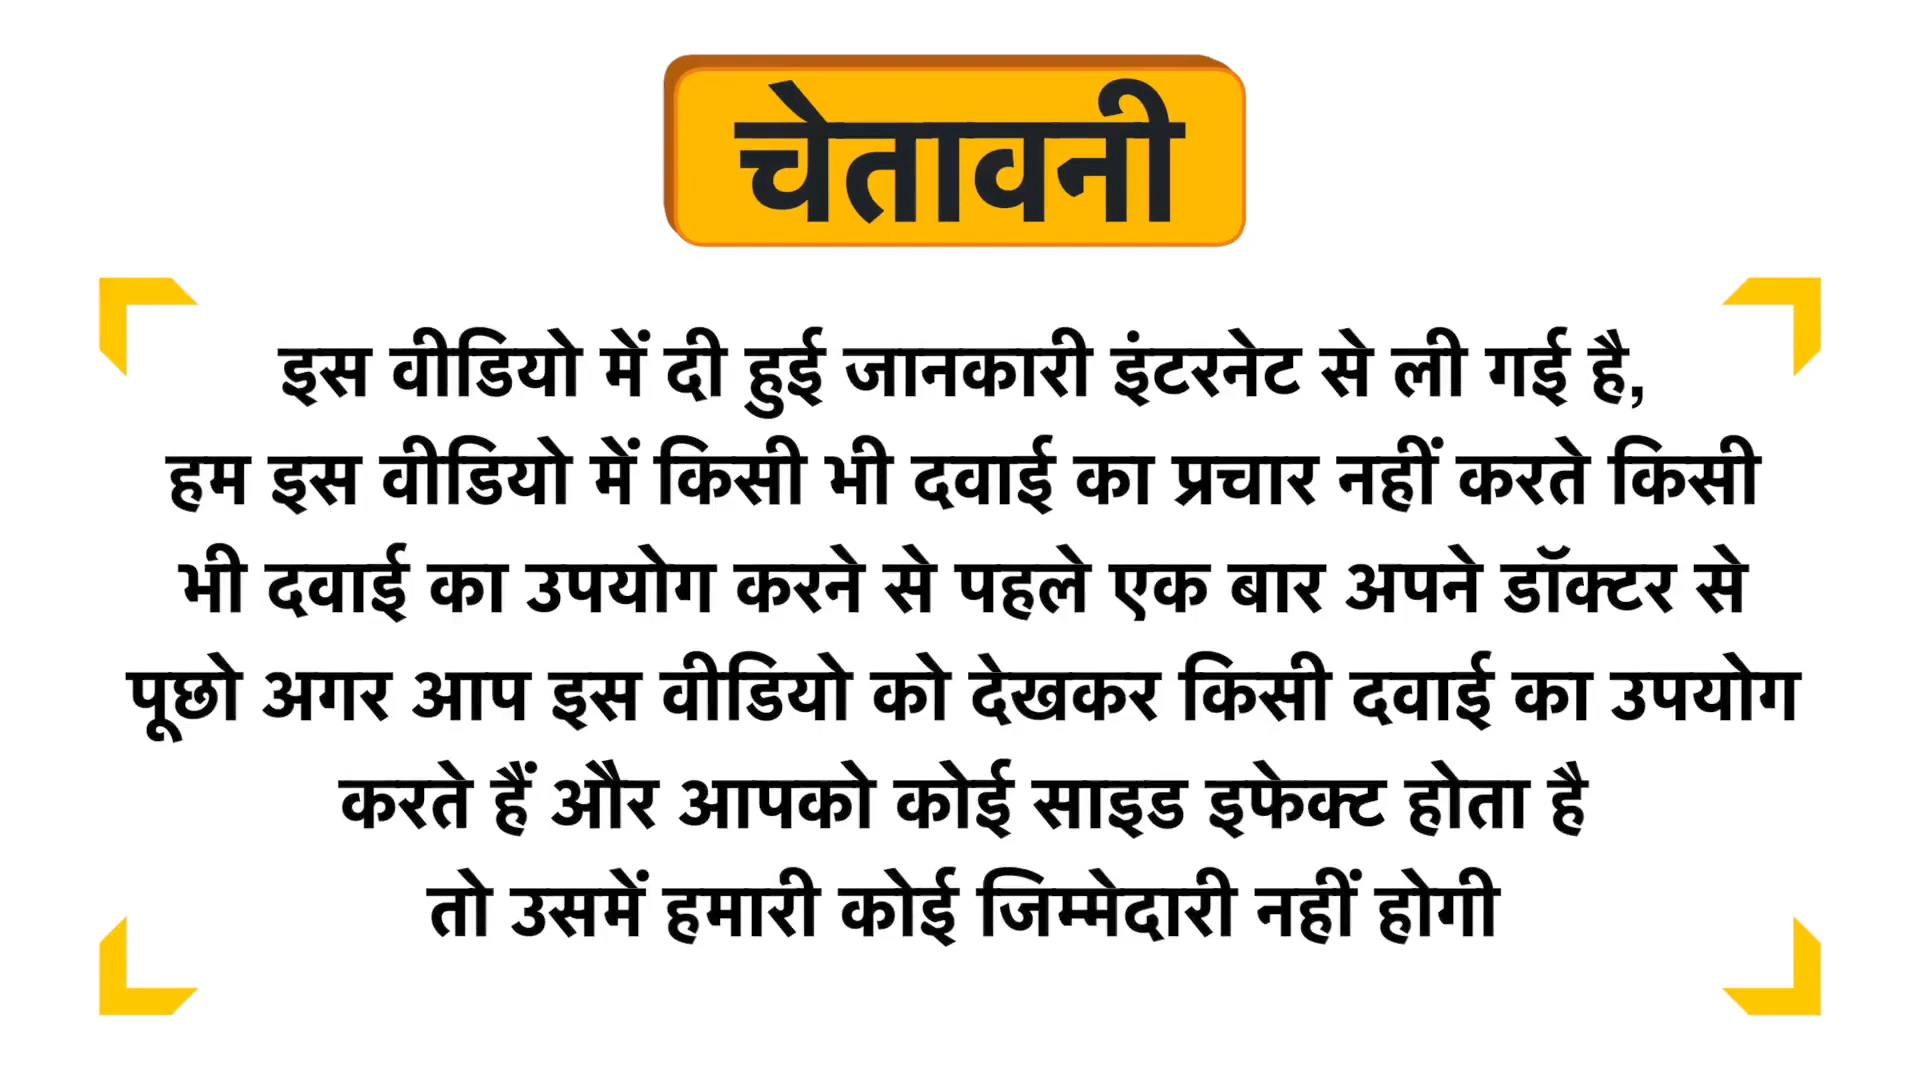 चेतावनी
इस वीडियो में दी हुई जानकारी इंटरनेट से ली गई है,
हम इस वीडियो में किसी भी दवाई का प्रचार नहीं करते किसी
भी दवाई का उपयोग करने से पहले एक बार अपने डॉक्टर से
पूछो अगर आप इस वीडियो को देखकर किसी दवाई का उपयोग
करते हैं और आपको कोई साइड इफेक्ट होता है
तो उसमें हमारी कोई जिम्मेदारी नहीं होगी